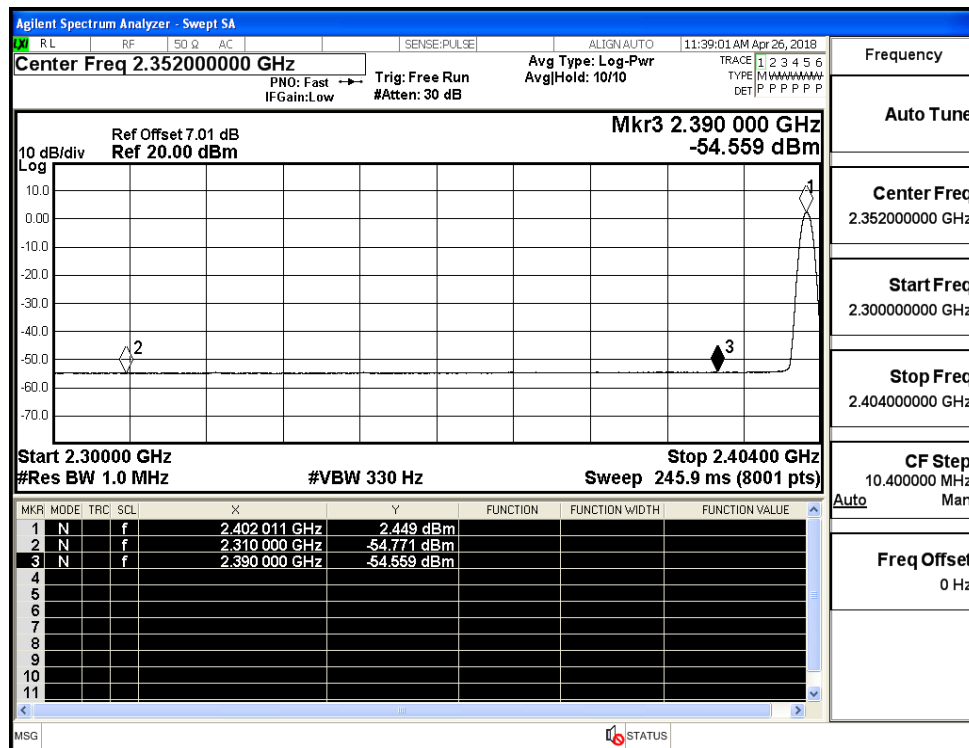 Agilent Spectrum Analyzer - Swept SA
LXI RL RF 50 Ω AC SENSE:PULSE ALIGN AUTO 11:39:01 AM Apr 26, 2018
Center Freq 2.352000000 GHz
PNO: Fast
IFGain:Low
Trig: Free Run
#Atten: 30 dB
Avg Type: Log-Pwr
Avg|Hold: 10/10
TRACE 1 2 3 4 5 6
TYPE M W W W W W
DET P P P P P P
Ref Offset 7.01 dB
10 dB/div Ref 20.00 dBm
Log
Mkr3 2.390 000 GHz
-54.559 dBm
10.0
0.00
-10.0
-20.0
-30.0
-40.0
-50.0
-60.0
-70.0
1
2
3
Start 2.30000 GHz Stop 2.40400 GHz
#Res BW 1.0 MHz #VBW 330 Hz Sweep 245.9 ms (8001 pts)
MKR MODE TRC SCL X Y FUNCTION FUNCTION WIDTH FUNCTION VALUE
1 N f 2.402 011 GHz 2.449 dBm
2 N f 2.310 000 GHz -54.771 dBm
3 N f 2.390 000 GHz -54.559 dBm
4
5
6
7
8
9
10
11
MSG STATUS
Frequency
Auto Tune
Center Freq
2.352000000 GHz
Start Freq
2.300000000 GHz
Stop Freq
2.404000000 GHz
CF Step
10.400000 MHz
Auto Man
Freq Offset
0 Hz